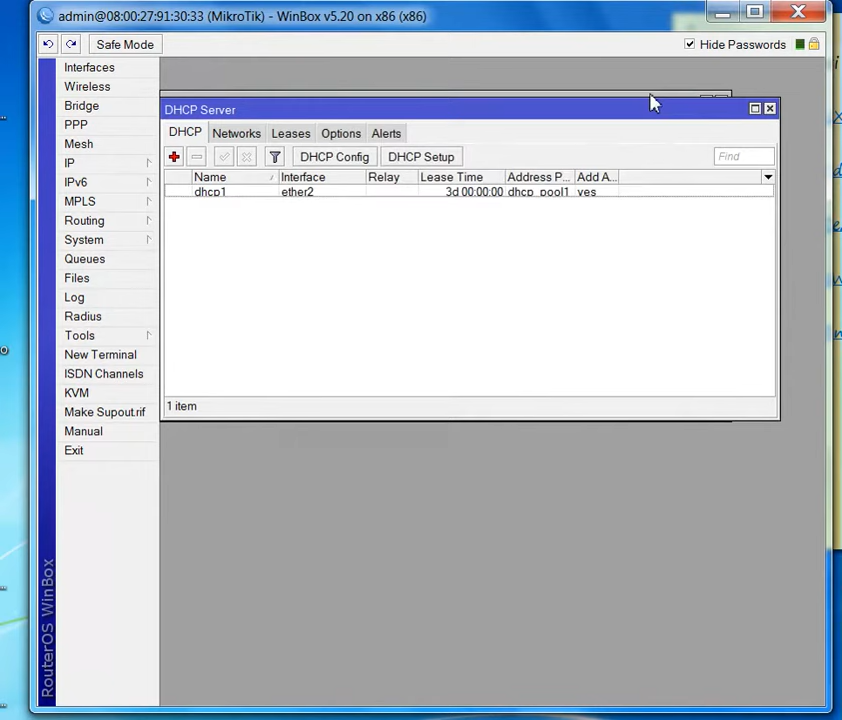 admin@08:00:27:91:30:33 (MikroTik) - WinBox v5.20 on x86 (x86)
Safe Mode
Hide Passwords
Interfaces
Wireless
Bridge
PPP
Mesh
IP
IPv6
MPLS
Routing
System
Queues
Files
Log
Radius
Tools
New Terminal
ISDN Channels
KVM
Make Supout.rif
Manual
Exit
RouterOS WinBox
DHCP Server
DHCP Networks Leases Options Alerts
DHCP Config DHCP Setup Find
Name Interface Relay Lease Time Address P... Add A...
dhcp1 ether2 3d 00:00:00 dhcp_pool1 yes
1 item